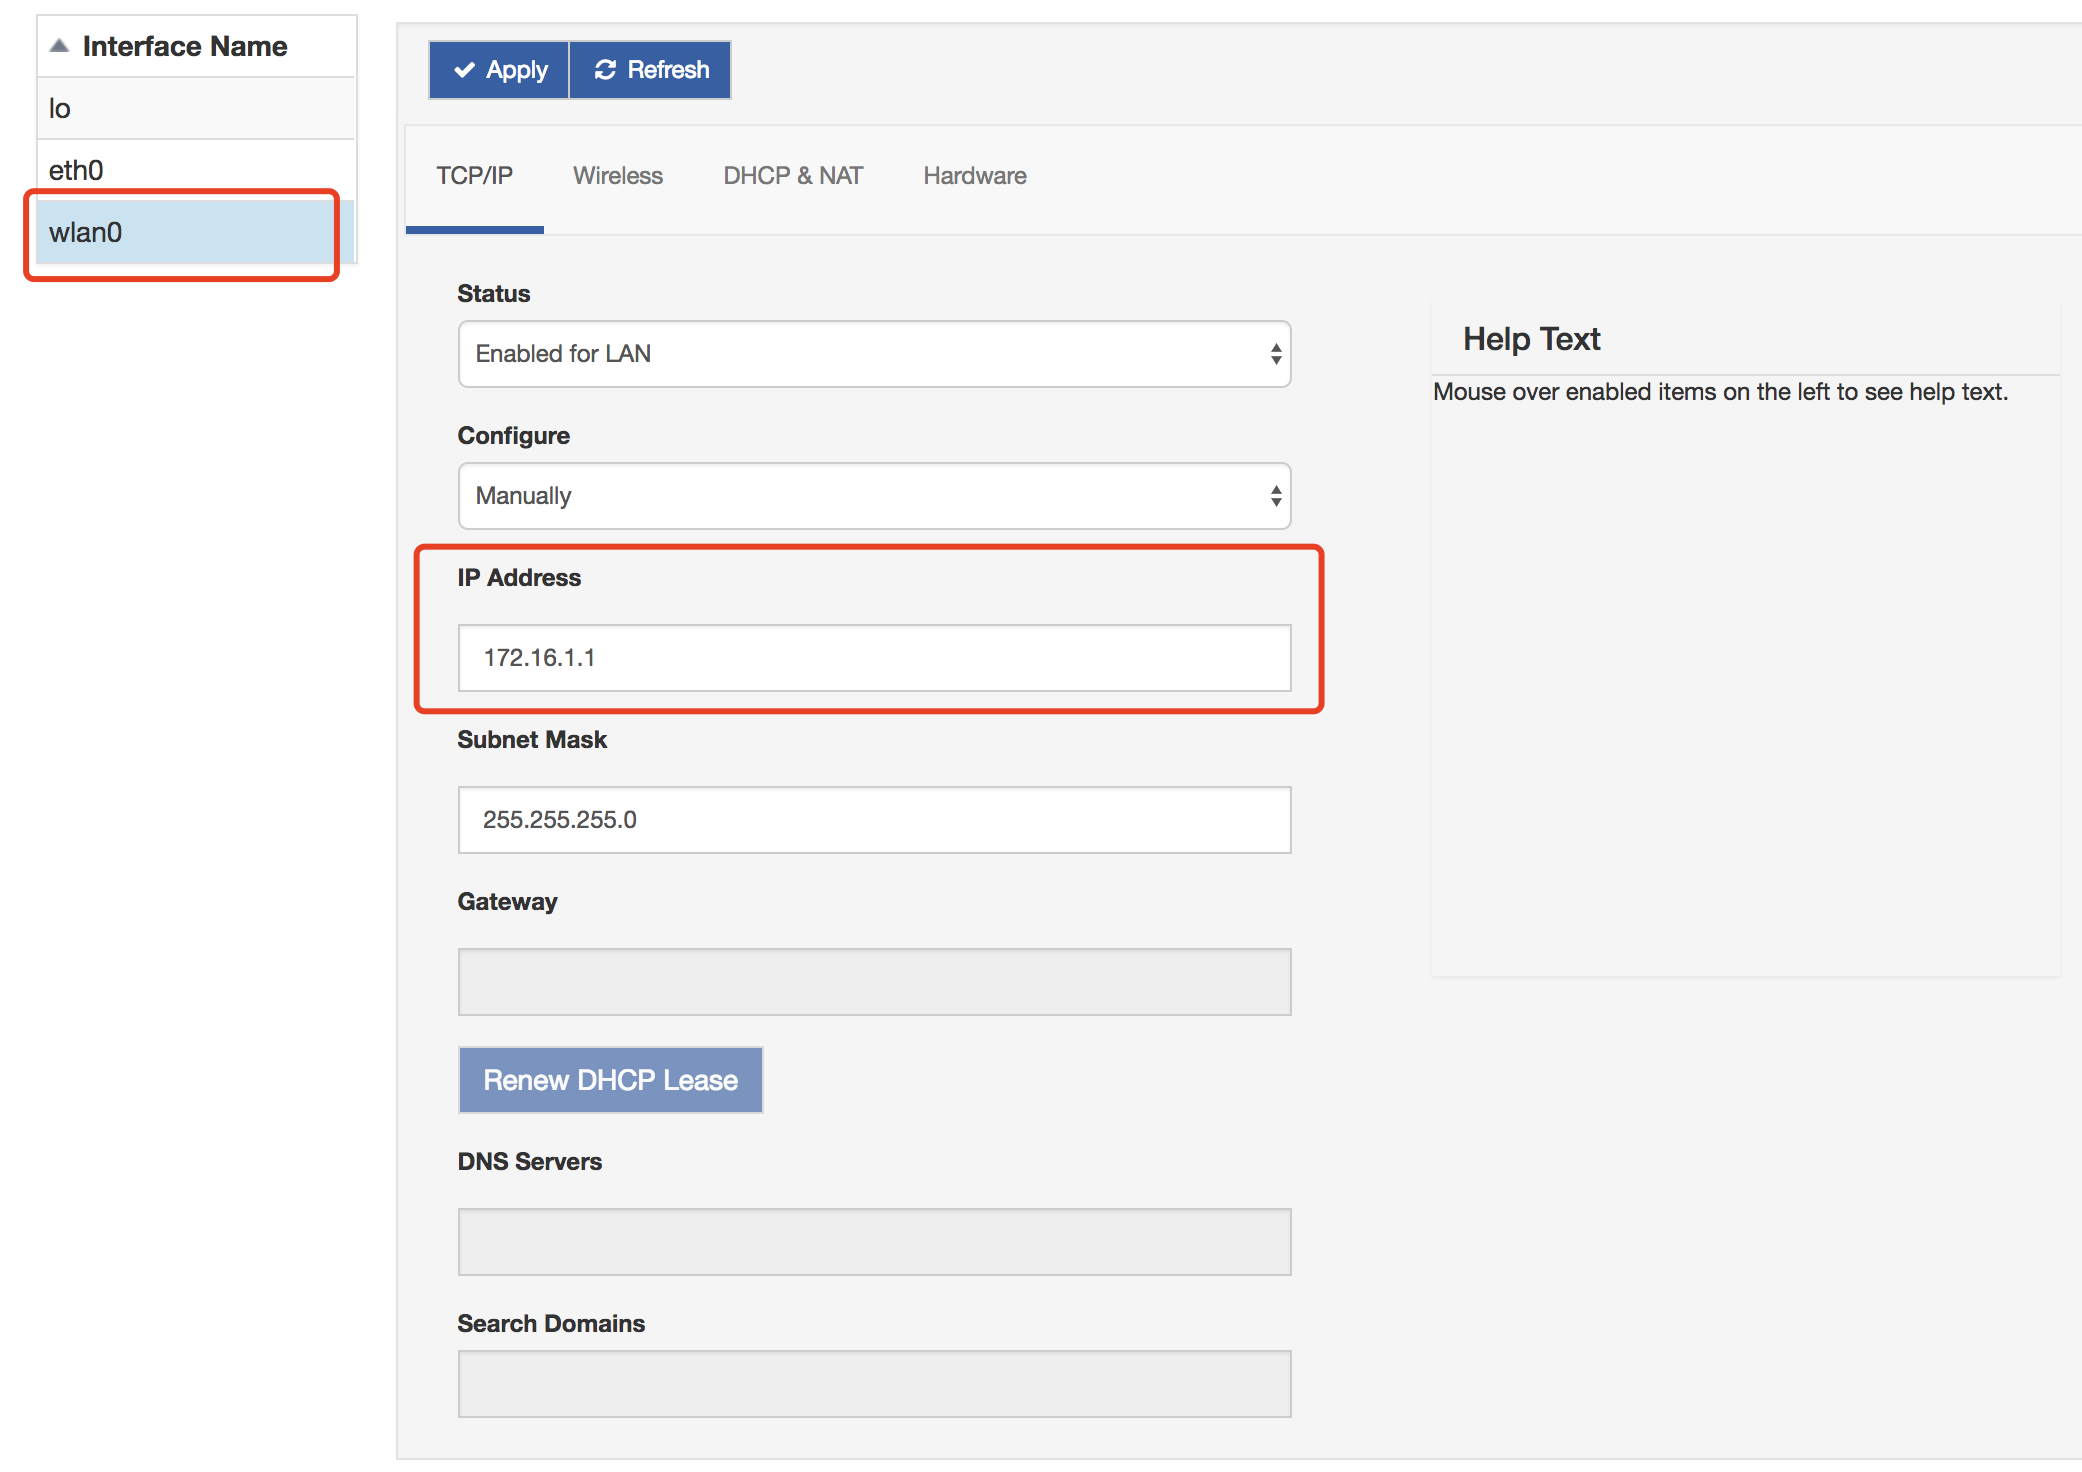 Interface Name
lo
eth0
wlan0
Apply
Refresh
TCP/IP
Wireless
DHCP & NAT
Hardware
Status
Enabled for LAN
Configure
Manually
IP Address
172.16.1.1
Subnet Mask
255.255.255.0
Gateway
Renew DHCP Lease
DNS Servers
Search Domains
Help Text
Mouse over enabled items on the left to see help text.